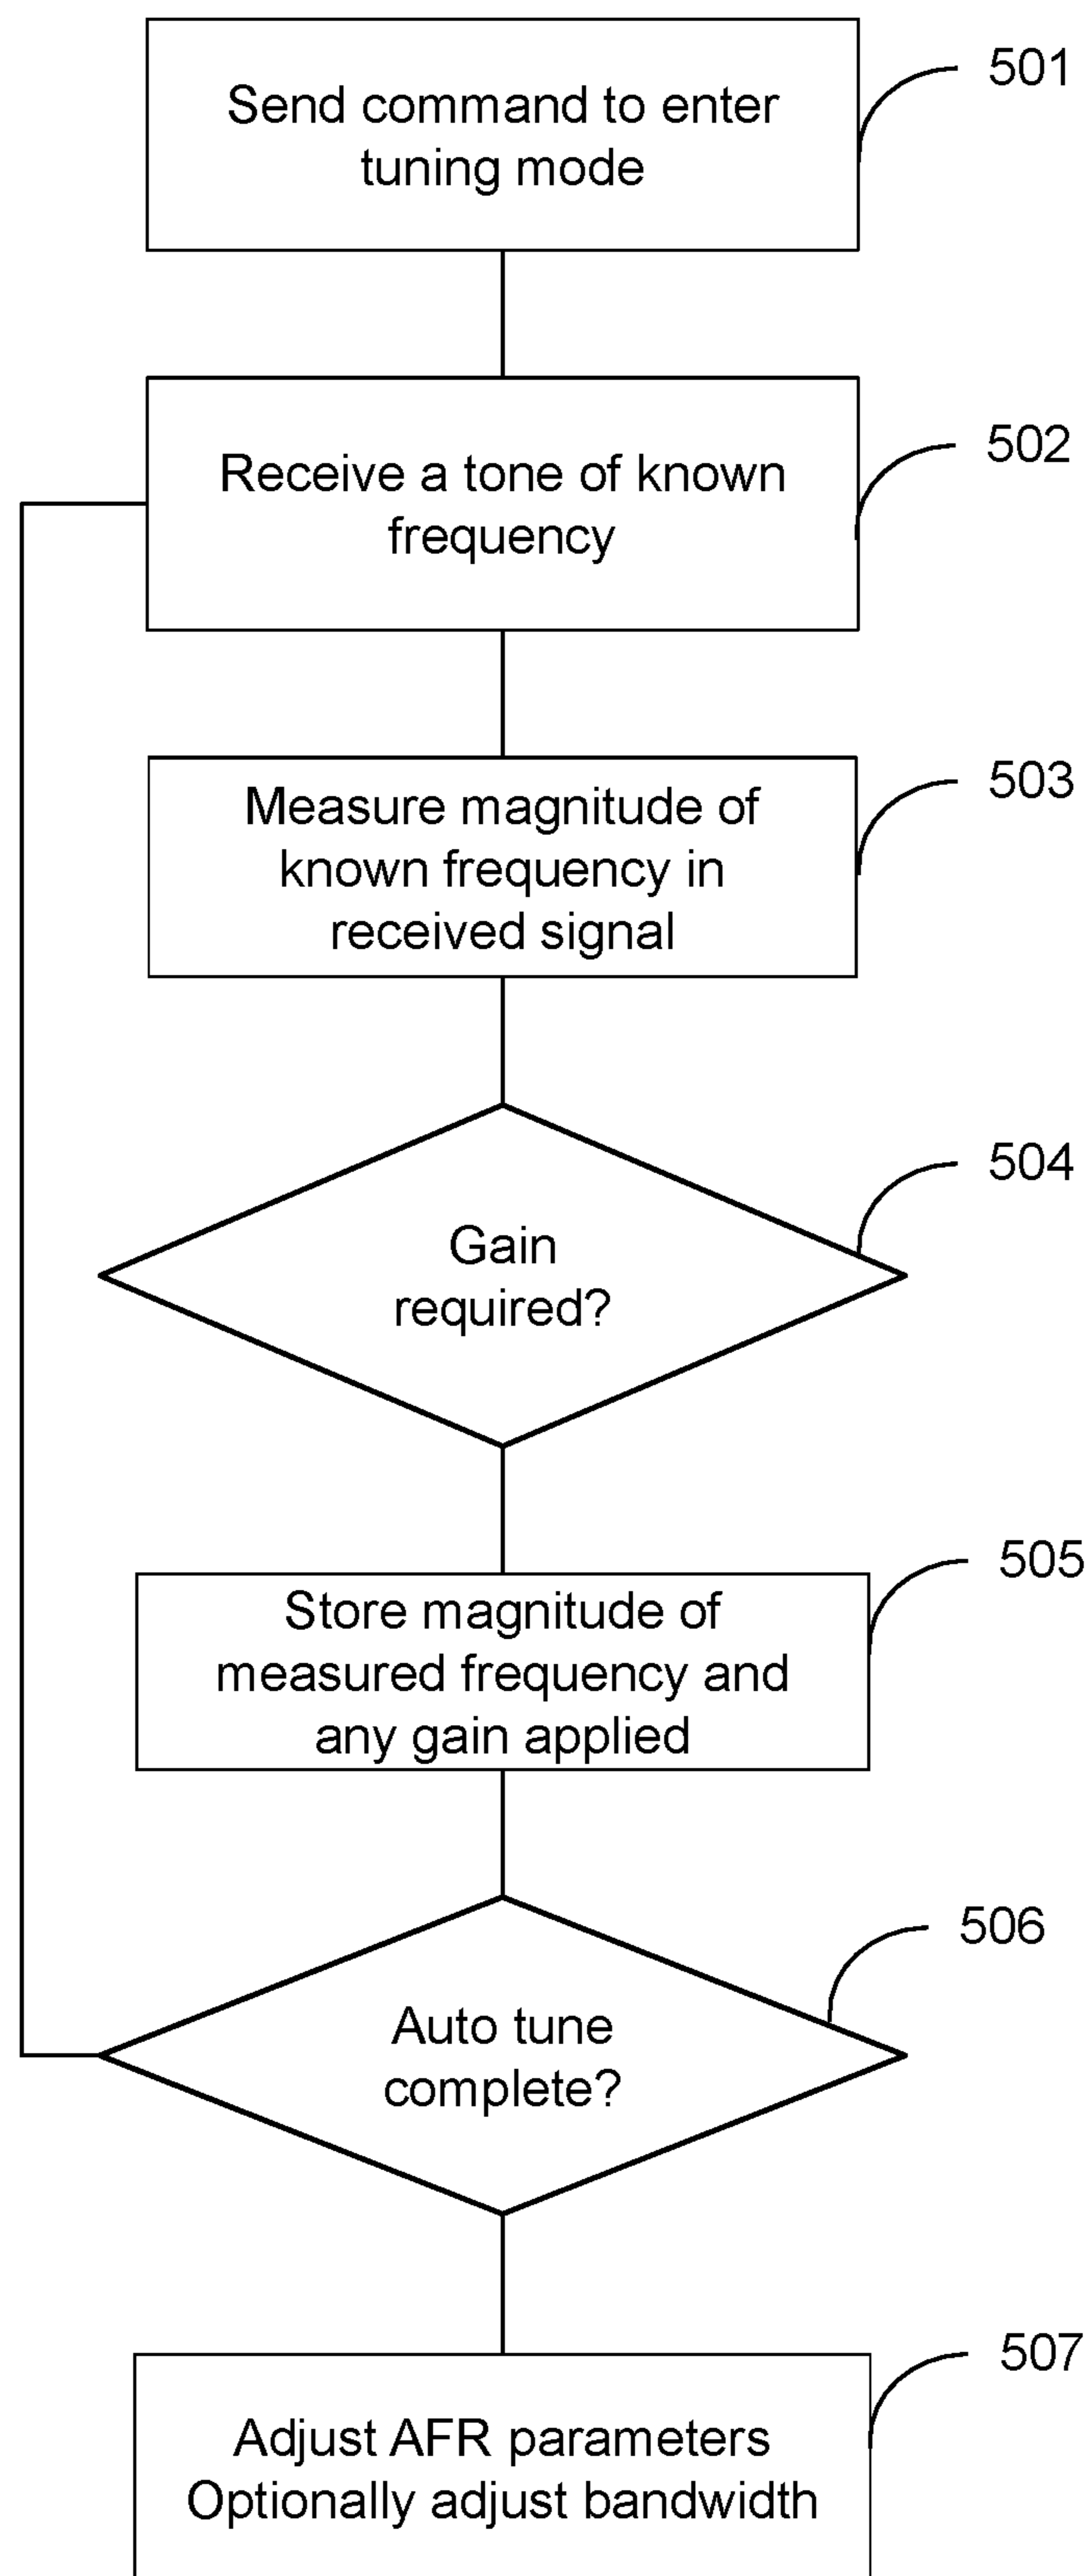 501
Send command to enter
tuning mode
502
Receive a tone of known
frequency
503
Measure magnitude of
known frequency in
received signal
504
Gain
required?
505
Store magnitude of
measured frequency and
any gain applied
506
Auto tune
complete?
507
Adjust AFR parameters
Optionally adjust bandwidth